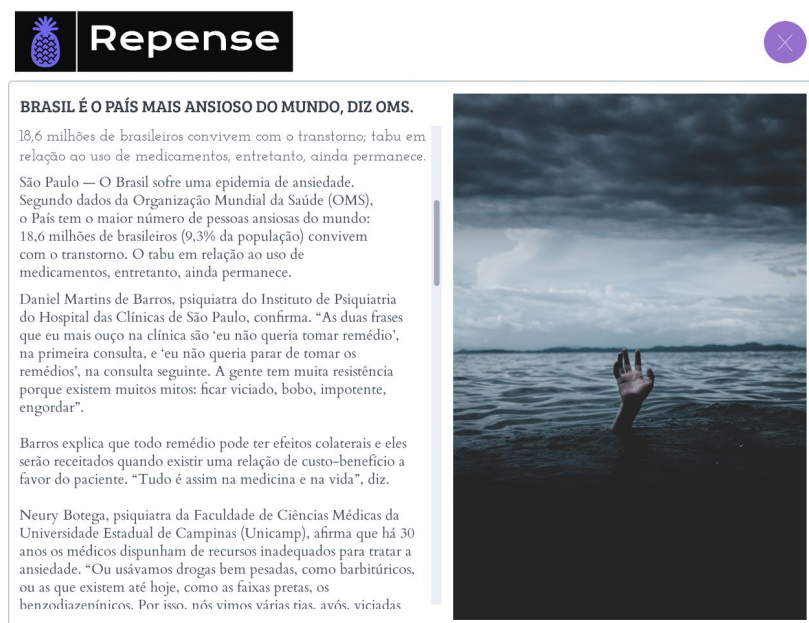 Repense
BRASIL É O PAÍS MAIS ANSIOSO DO MUNDO, DIZ OMS.
18,6 milhões de brasileiros convivem com o transtorno; tabu em
relação ao uso de medicamentos, entretanto, ainda permanece.
São Paulo — O Brasil sofre uma epidemia de ansiedade.
Segundo dados da Organização Mundial da Saúde (OMS),
o País tem o maior número de pessoas ansiosas do mundo:
18,6 milhões de brasileiros (9,3% da população) convivem
com o transtorno. O tabu em relação ao uso de
medicamentos, entretanto, ainda permanece.
Daniel Martins de Barros, psiquiatra do Instituto de Psiquiatria
do Hospital das Clínicas de São Paulo, confirma. “As duas frases
que eu mais ouço na clínica são ‘eu não queria tomar remédio’,
na primeira consulta, e ‘eu não queria parar de tomar os
remédios’, na consulta seguinte. A gente tem muita resistência
porque existem muitos mitos: ficar viciado, bobo, impotente,
engordar”.
Barros explica que todo remédio pode ter efeitos colaterais e eles
serão receitados quando existir uma relação de custo-benefício a
favor do paciente. “Tudo é assim na medicina e na vida”, diz.
Neury Botega, psiquiatra da Faculdade de Ciências Médicas da
Universidade Estadual de Campinas (Unicamp), afirma que há 30
anos os médicos dispunham de recursos inadequados para tratar a
ansiedade. “Ou usávamos drogas bem pesadas, como barbitúricos,
ou as que existem até hoje, como as faixas pretas, os
benzodiazepínicos. Por isso, nós vimos várias tias, avós, viciadas